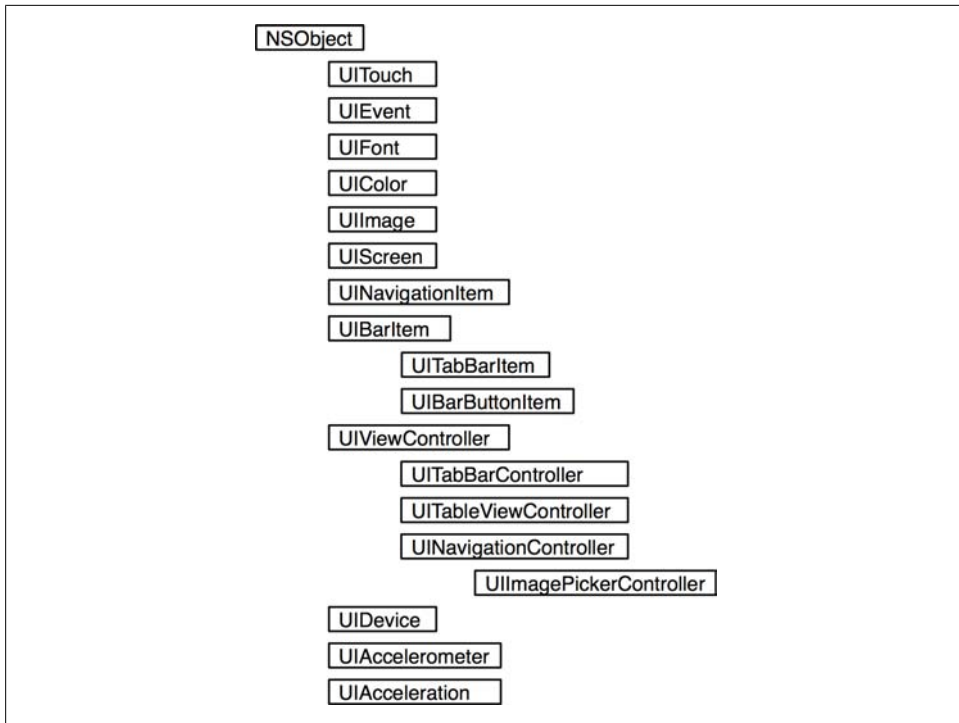 NSObject
UITouch
UIEvent
UIFont
UIColor
UIImage
UIScreen
UINavigationItem
UIBarItem
UITabBarItem
UIBarButtonItem
UIViewController
UITabBarController
UITableViewController
UINavigationController
UIImagePickerController
UIDevice
UIAccelerometer
UIAcceleration